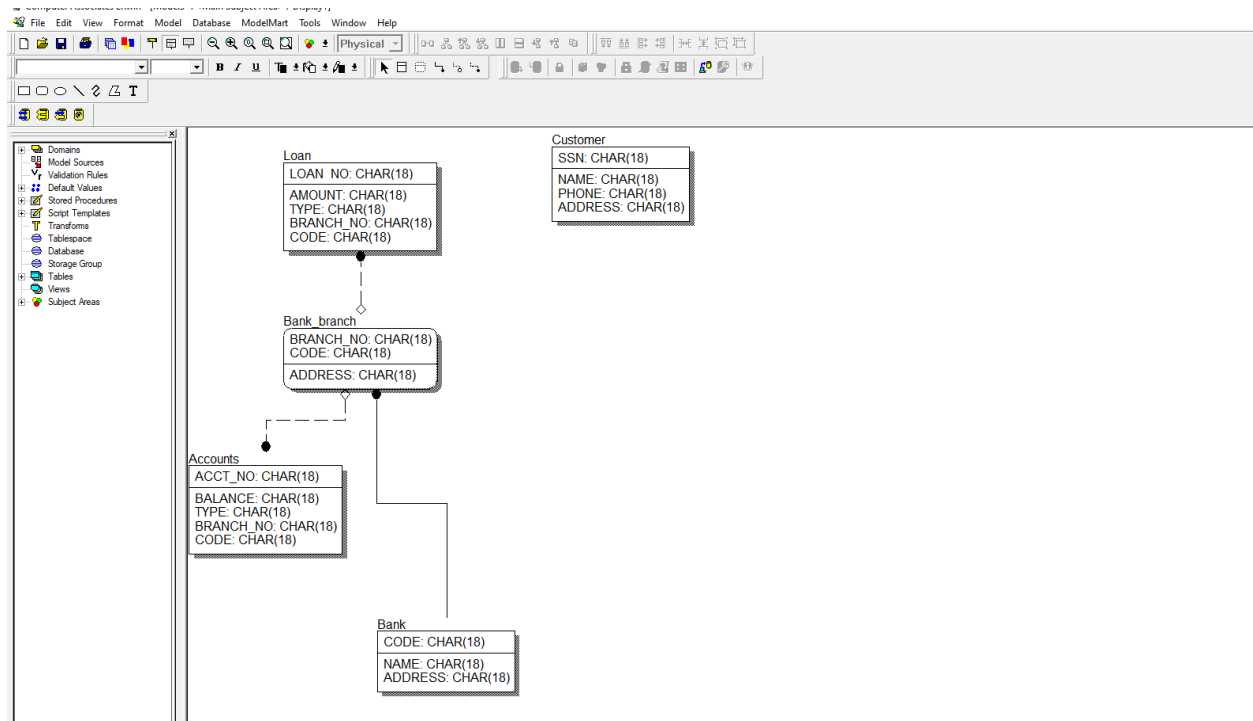 File Edit View Format Model Database ModelMart Tools Window Help
Physical
B I U T
T
Domains
Model Sources
Validation Rules
Default Values
Stored Procedures
Script Templates
Transforms
Tablespace
Database
Storage Group
Tables
Views
Subject Areas
Loan
LOAN_NO: CHAR(18)
AMOUNT: CHAR(18)
TYPE: CHAR(18)
BRANCH_NO: CHAR(18)
CODE: CHAR(18)
Customer
SSN: CHAR(18)
NAME: CHAR(18)
PHONE: CHAR(18)
ADDRESS: CHAR(18)
Bank_branch
BRANCH_NO: CHAR(18)
CODE: CHAR(18)
ADDRESS: CHAR(18)
Accounts
ACCT_NO: CHAR(18)
BALANCE: CHAR(18)
TYPE: CHAR(18)
BRANCH_NO: CHAR(18)
CODE: CHAR(18)
Bank
CODE: CHAR(18)
NAME: CHAR(18)
ADDRESS: CHAR(18)